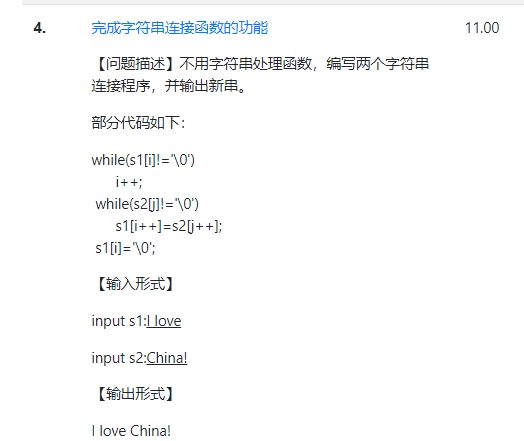 4. 完成字符串连接函数的功能 11.00
【问题描述】不用字符串处理函数，编写两个字符串
连接程序，并输出新串。
部分代码如下：
while(s1[i]!='\0')
i++;
while(s2[j]!='\0')
s1[i++]=s2[j++];
s1[i]='\0';
【输入形式】
input s1:I love
input s2:China!
【输出形式】
I love China!